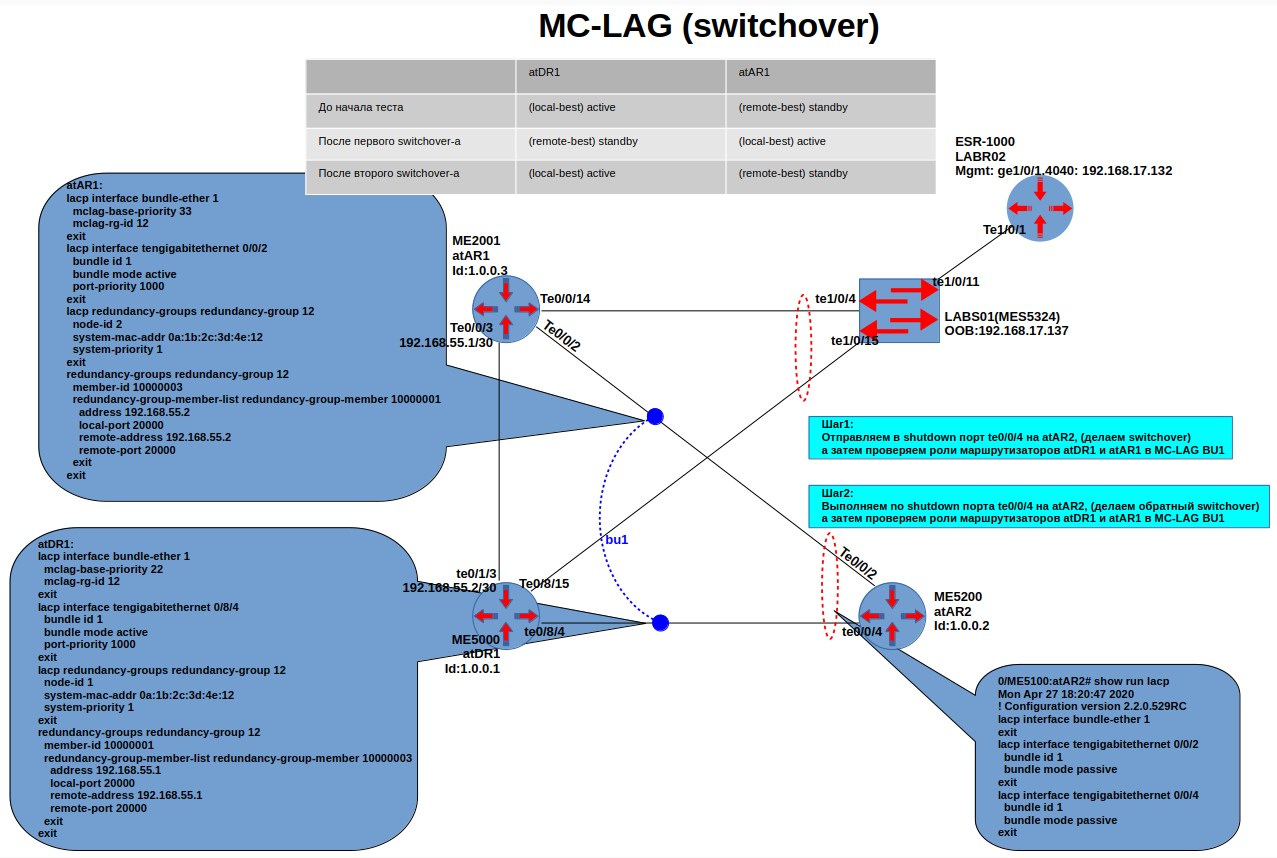 MC-LAG (switchover)
atDR1 atAR1
До начала теста (local-best) active (remote-best) standby
После первого switchover-а (remote-best) standby (local-best) active
После второго switchover-а (local-best) active (remote-best) standby
ESR-1000
LABR02
Mgmt: ge1/0/1.4040: 192.168.17.132
Te1/0/1
atAR1:
lacp interface bundle-ether 1
mclag-base-priority 33
mclag-rg-id 12
exit
lacp interface tengigabitethernet 0/0/2
bundle id 1
bundle mode active
port-priority 1000
exit
lacp redundancy-groups redundancy-group 12
node-id 2
system-mac-addr 0a:1b:2c:3d:4e:12
system-priority 1
exit
redundancy-groups redundancy-group 12
member-id 10000003
redundancy-group-member-list redundancy-group-member 10000001
address 192.168.55.2
local-port 20000
remote-address 192.168.55.2
remote-port 20000
exit
exit
ME2001
atAR1
Id:1.0.0.3
Te0/0/14
Te0/0/3
192.168.55.1/30
Te0/0/2
te1/0/4
te1/0/11
te1/0/15
LABS01(MES5324)
OOB:192.168.17.137
Шаг1:
Отправляем в shutdown порт te0/0/4 на atAR2, (делаем switchover)
а затем проверяем роли маршрутизаторов atDR1 и atAR1 в MC-LAG BU1
Шаг2:
Выполняем no shutdown порта te0/0/4 на atAR2, (делаем обратный switchover)
а затем проверяем роли маршрутизаторов atDR1 и atAR1 в MC-LAG BU1
bu1
atDR1:
lacp interface bundle-ether 1
mclag-base-priority 22
mclag-rg-id 12
exit
lacp interface tengigabitethernet 0/8/4
bundle id 1
bundle mode active
port-priority 1000
exit
lacp redundancy-groups redundancy-group 12
node-id 1
system-mac-addr 0a:1b:2c:3d:4e:12
system-priority 1
exit
redundancy-groups redundancy-group 12
member-id 10000001
redundancy-group-member-list redundancy-group-member 10000003
address 192.168.55.1
local-port 20000
remote-address 192.168.55.1
remote-port 20000
exit
exit
te0/1/3
192.168.55.2/30
Te0/8/15
te0/8/4
ME5000
atDR1
Id:1.0.0.1
Te0/0/2
te0/0/4
ME5200
atAR2
Id:1.0.0.2
0/ME5100:atAR2# show run lacp
Mon Apr 27 18:20:47 2020
! Configuration version 2.2.0.529RC
lacp interface bundle-ether 1
exit
lacp interface tengigabitethernet 0/0/2
bundle id 1
bundle mode passive
exit
lacp interface tengigabitethernet 0/0/4
bundle id 1
bundle mode passive
exit